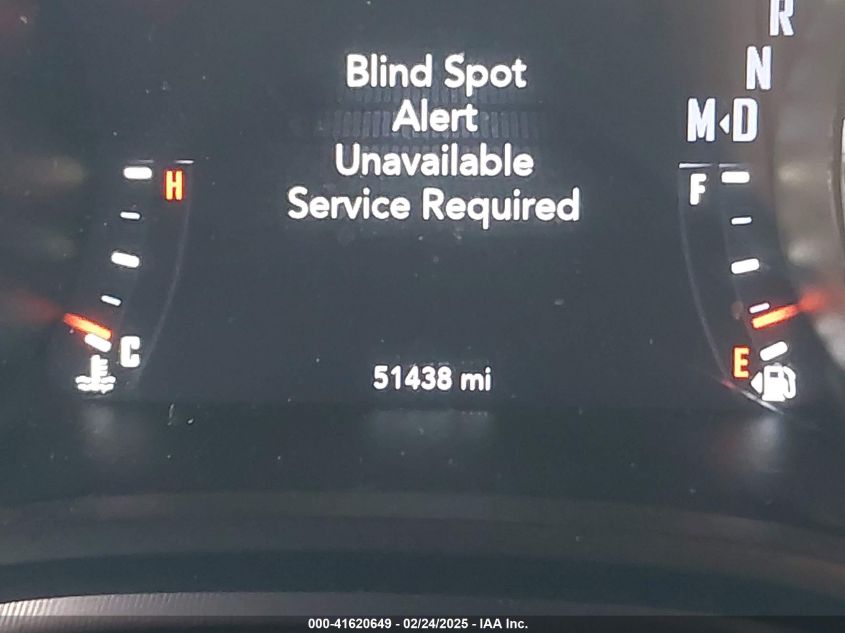 R
N
M◂D
Blind Spot
Alert
Unavailable
Service Required
H
F
C
E
51438 mi
000-41620649 - 02/24/2025 - IAA Inc.